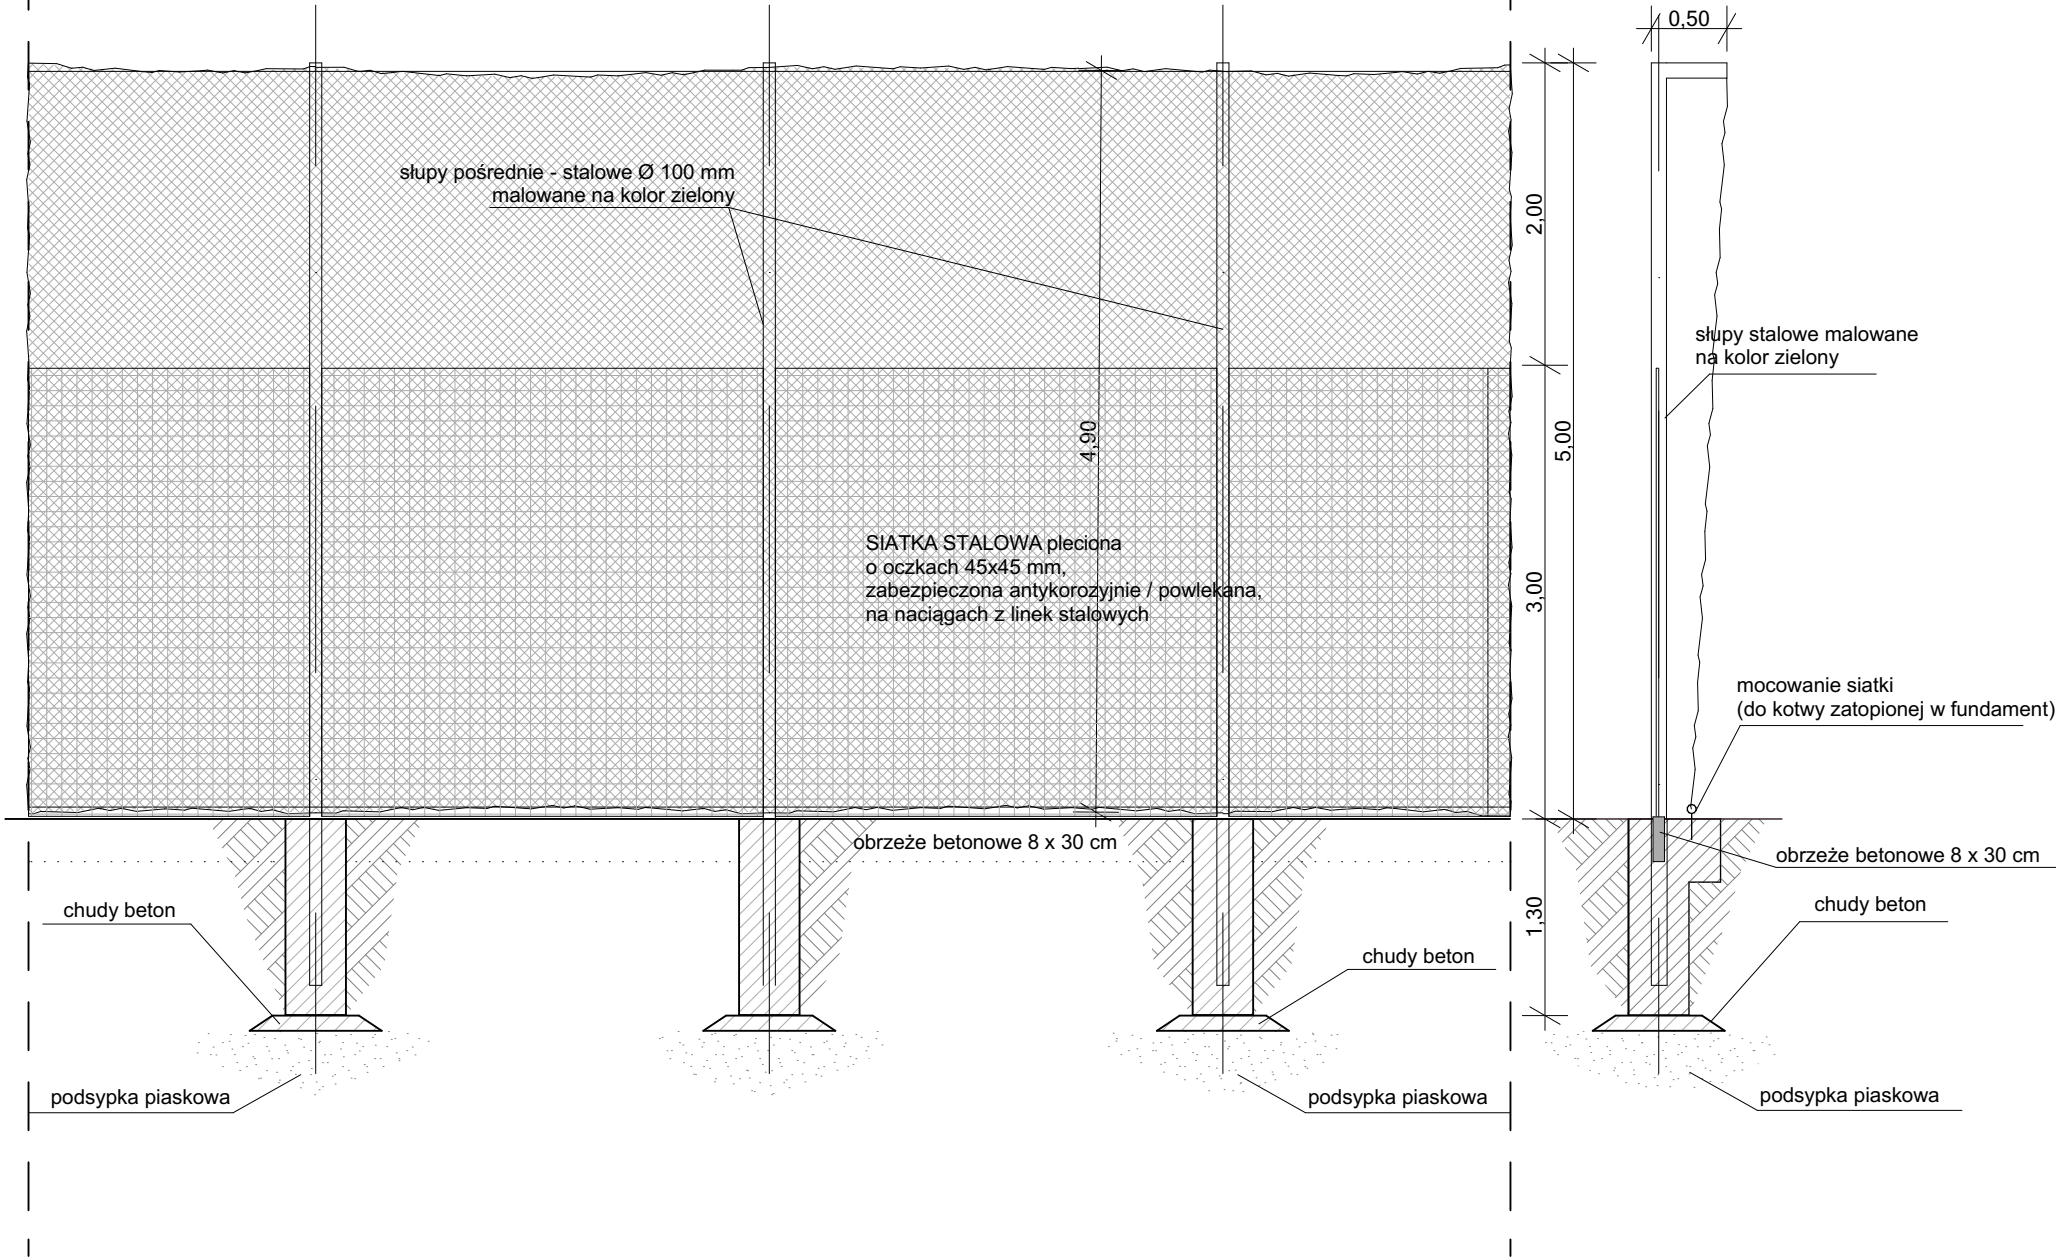 0,50
słupy pośrednie - stalowe Ø 100 mm
malowane na kolor zielony
2,00
słupy stalowe malowane
na kolor zielony
4,90
5,00
SIATKA STALOWA pleciona
o oczkach 45x45 mm,
zabezpieczona antykorozyjnie / powlekana,
na naciągach z linek stalowych
3,00
mocowanie siatki
(do kotwy zatopionej w fundament)
obrzeże betonowe 8 x 30 cm
obrzeże betonowe 8 x 30 cm
chudy beton
1,30
chudy beton
chudy beton
podsypka piaskowa
podsypka piaskowa
podsypka piaskowa